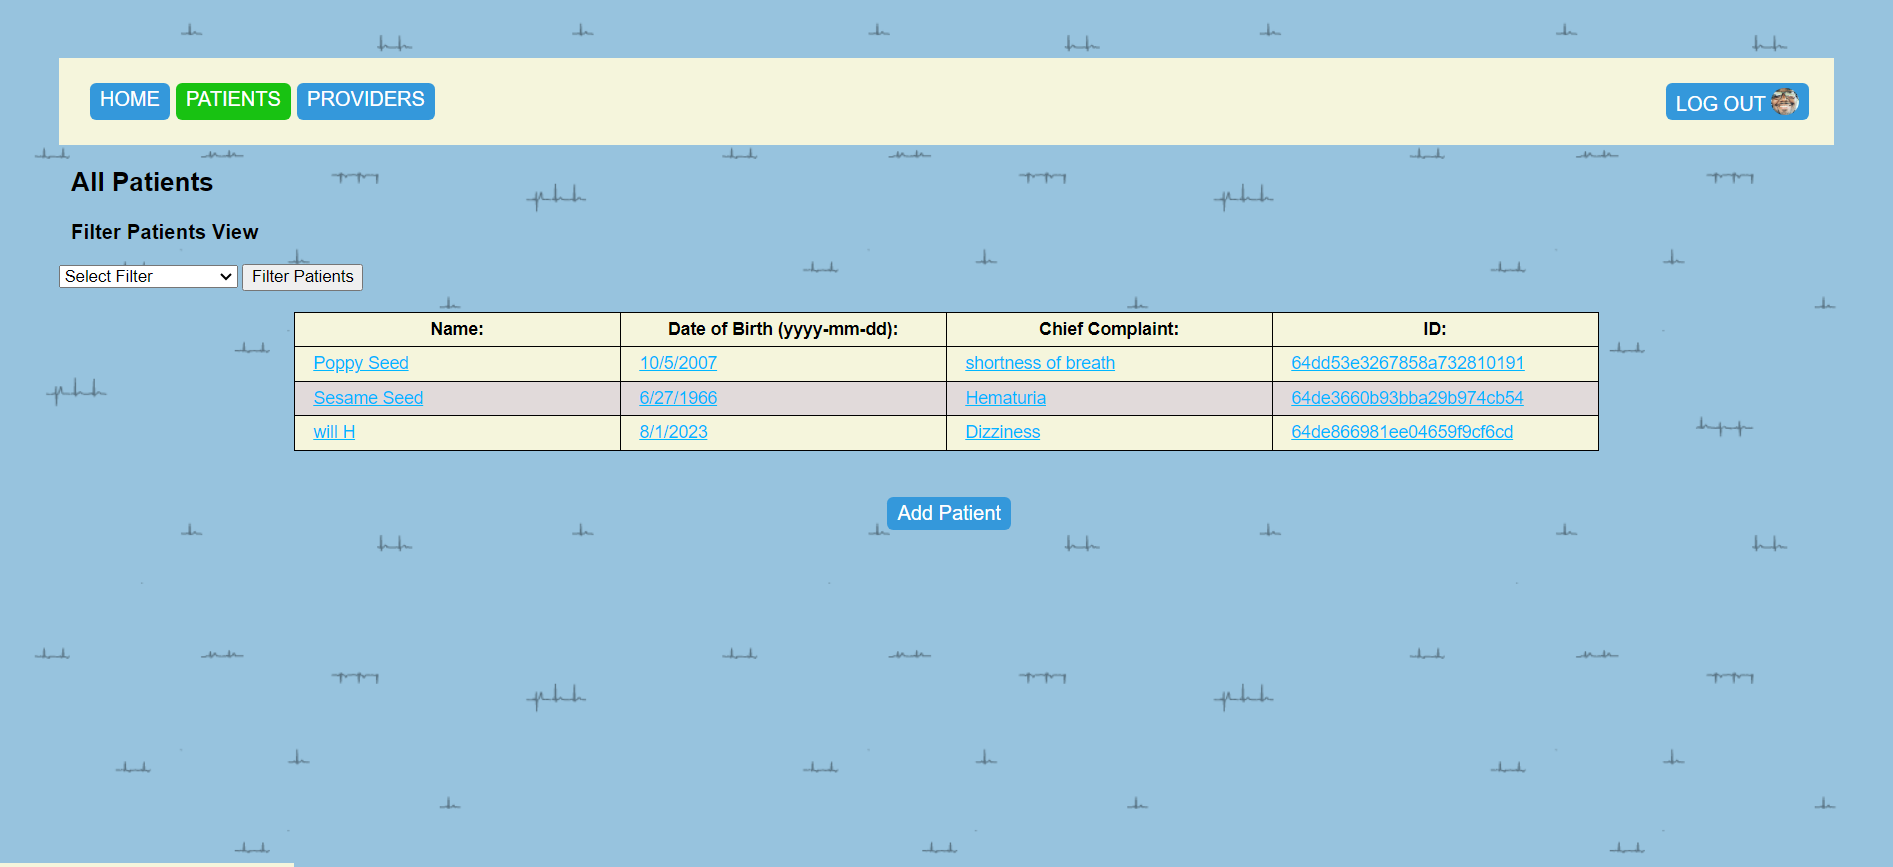 HOME PATIENTS PROVIDERS LOG OUT
All Patients
Filter Patients View
Select Filter Filter Patients
Name: Date of Birth (yyyy-mm-dd): Chief Complaint: ID:
Poppy Seed 10/5/2007 shortness of breath 64dd53e3267858a732810191
Sesame Seed 6/27/1966 Hematuria 64de3660b93bba29b974cb54
will H 8/1/2023 Dizziness 64de866981ee04659f9cf6cd
Add Patient